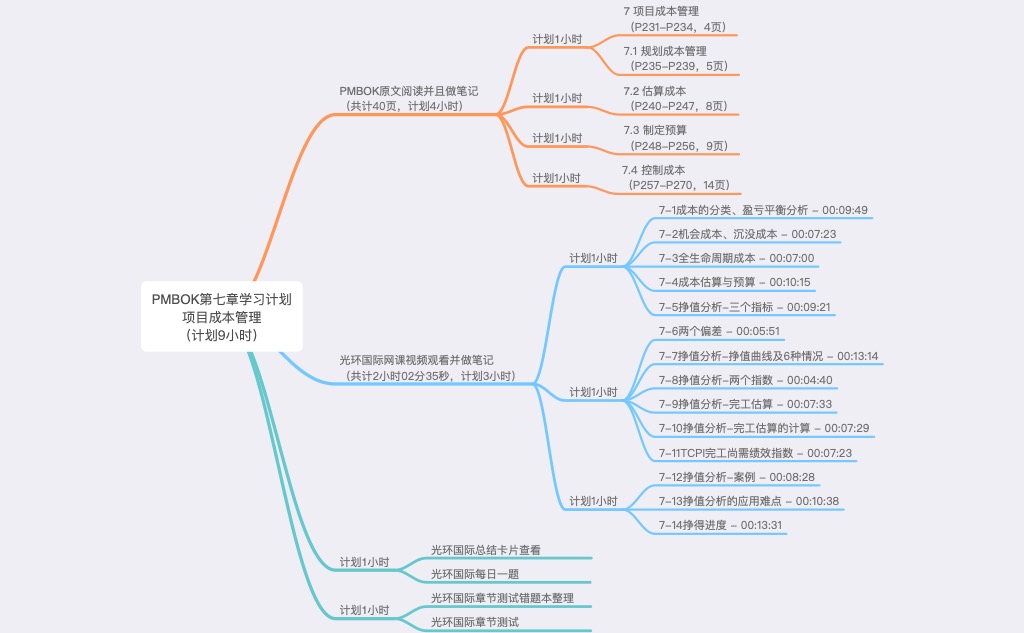 PMBOK第七章学习计划
项目成本管理
（计划9小时）
PMBOK原文阅读并且做笔记
（共计40页，计划4小时）
计划1小时
7 项目成本管理
（P231–P234，4页）
7.1 规划成本管理
（P235–P239，5页）
计划1小时
7.2 估算成本
（P240–P247，8页）
计划1小时
7.3 制定预算
（P248–P256，9页）
计划1小时
7.4 控制成本
（P257–P270，14页）
光环国际网课视频观看并做笔记
（共计2小时02分35秒，计划3小时）
计划1小时
7–1成本的分类、盈亏平衡分析 – 00:09:49
7–2机会成本、沉没成本 – 00:07:23
7–3全生命周期成本 – 00:07:00
7–4成本估算与预算 – 00:10:15
7–5挣值分析–三个指标 – 00:09:21
计划1小时
7–6两个偏差 – 00:05:51
7–7挣值分析–挣值曲线及6种情况 – 00:13:14
7–8挣值分析–两个指数 – 00:04:40
7–9挣值分析–完工估算 – 00:07:33
7–10挣值分析–完工估算的计算 – 00:07:29
7–11TCPI完工尚需绩效指数 – 00:07:23
计划1小时
7–12挣值分析–案例 – 00:08:28
7–13挣值分析的应用难点 – 00:10:38
7–14挣得进度 – 00:13:31
计划1小时
光环国际总结卡片查看
光环国际每日一题
计划1小时
光环国际章节测试错题本整理
光环国际章节测试